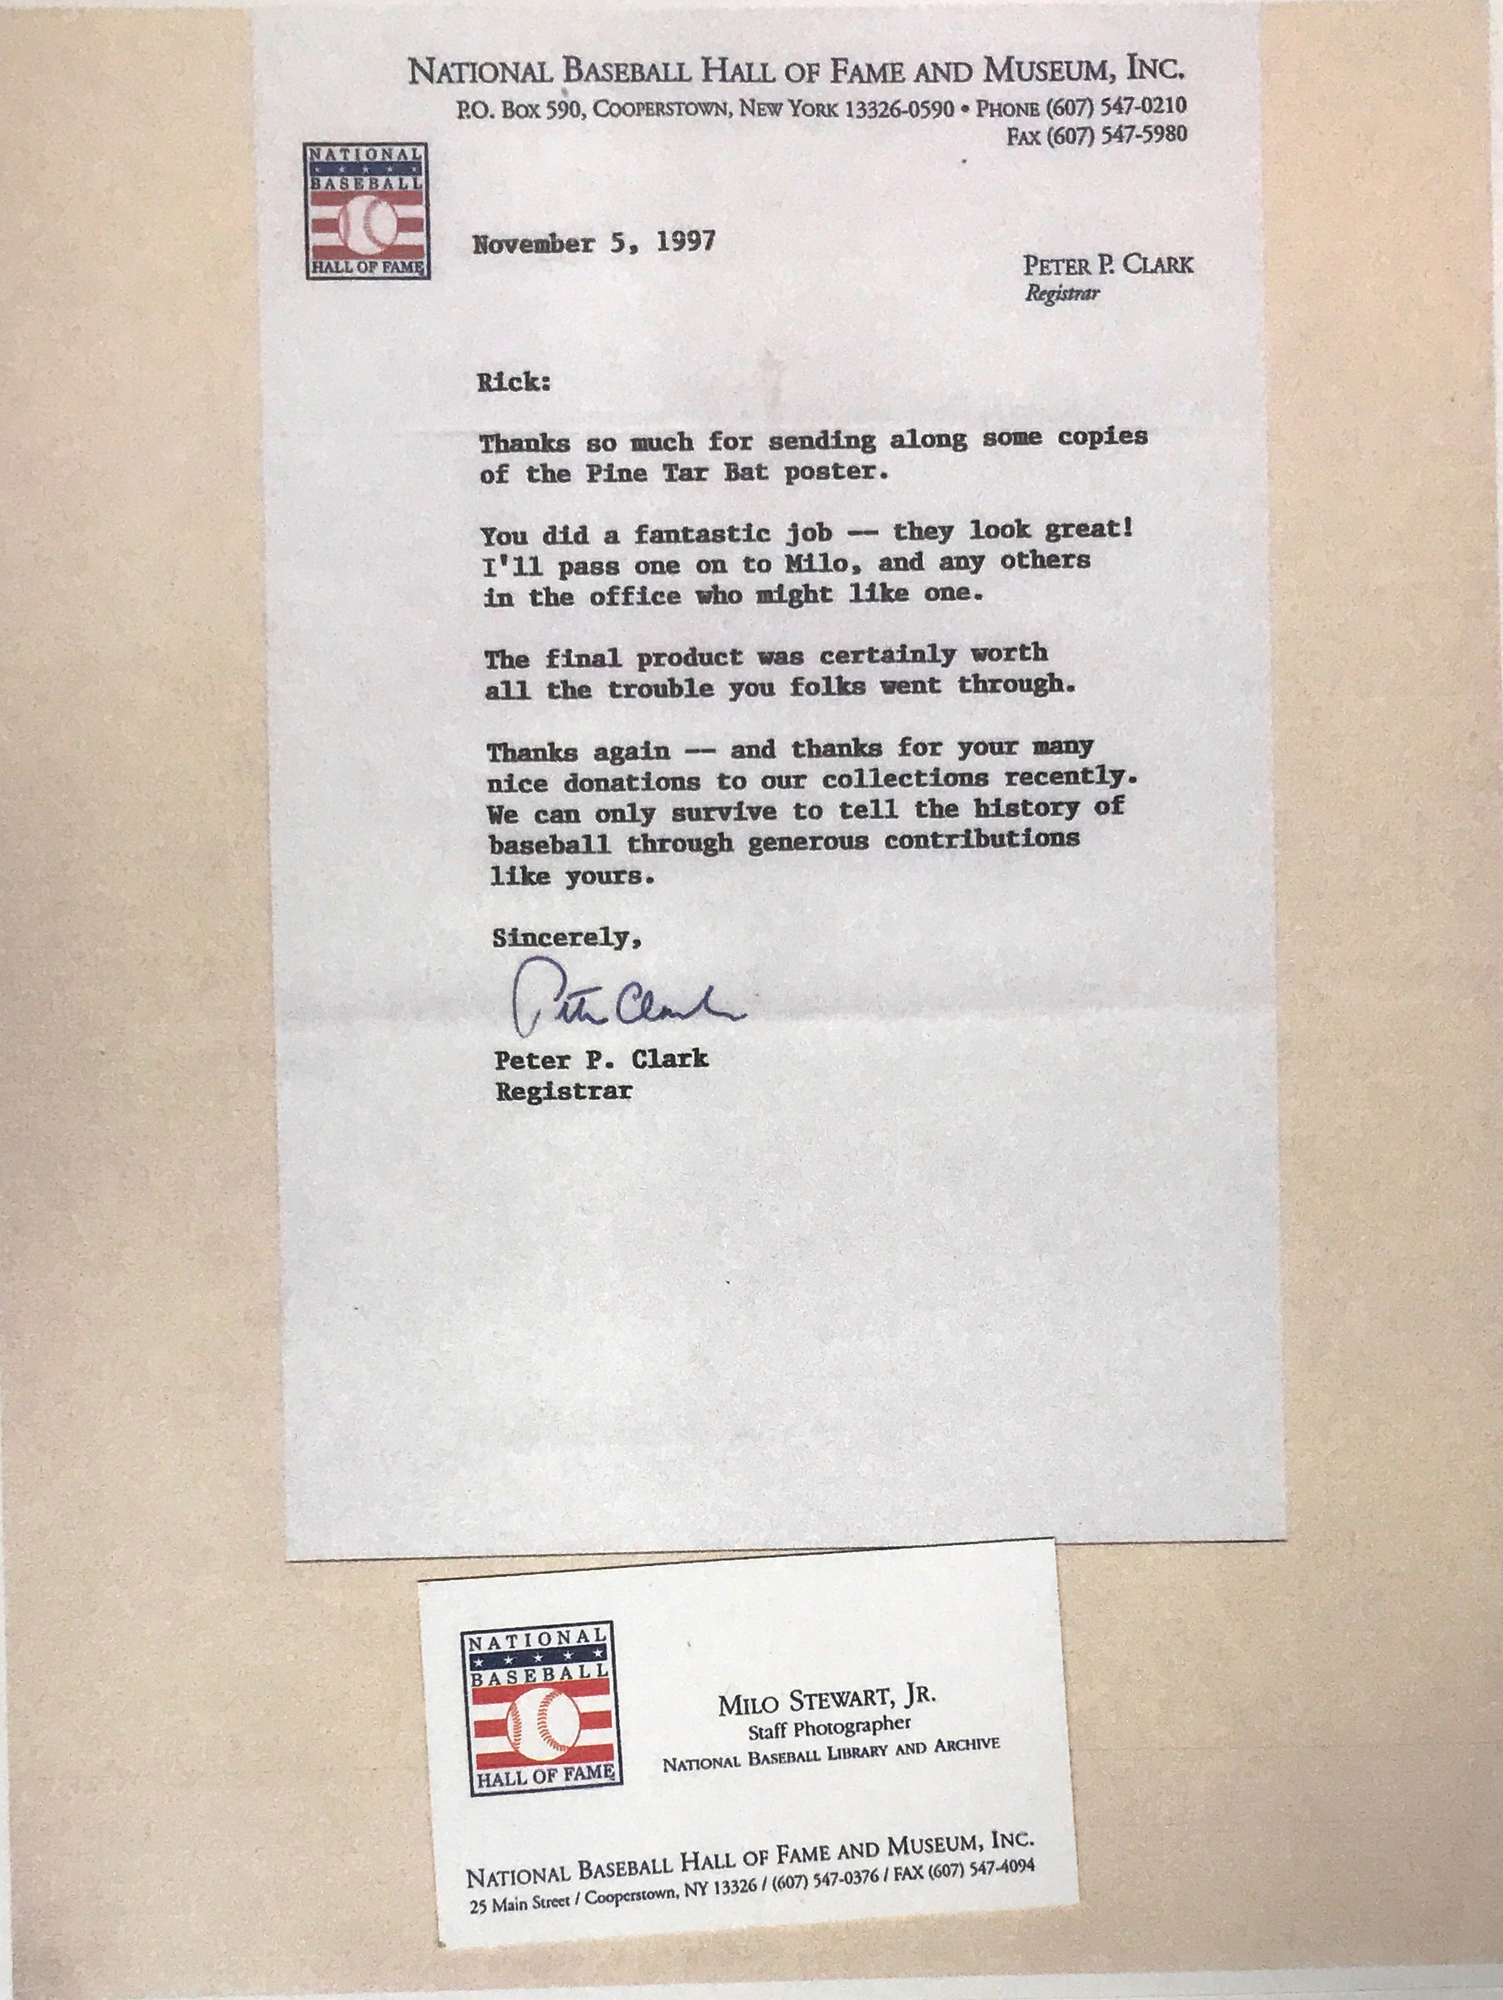 NATIONAL BASEBALL HALL OF FAME AND MUSEUM, INC.
P.O. BOX 590, COOPERSTOWN, NEW YORK 13326-0590 • PHONE (607) 547-0210
FAX (607) 547-5980
NATIONAL
BASEBALL
HALL OF FAME
November 5, 1997
PETER P. CLARK
Registrar
Rick:
Thanks so much for sending along some copies
of the Pine Tar Bat poster.
You did a fantastic job -- they look great!
I'll pass one on to Milo, and any others
in the office who might like one.
The final product was certainly worth
all the trouble you folks went through.
Thanks again -- and thanks for your many
nice donations to our collections recently.
We can only survive to tell the history of
baseball through generous contributions
like yours.
Sincerely,
Peter Clark
Peter P. Clark
Registrar
NATIONAL
BASEBALL
HALL OF FAME
MILO STEWART, JR.
Staff Photographer
NATIONAL BASEBALL LIBRARY AND ARCHIVE
NATIONAL BASEBALL HALL OF FAME AND MUSEUM, INC.
25 Main Street / Cooperstown, NY 13326 / (607) 547-0376 / FAX (607) 547-4094